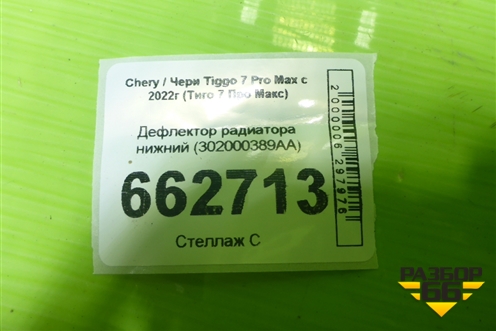 Chery / Чери Tiggo 7 Pro Max с
2022г (Тиго 7 Про Макс)
Дефлектор радиатора
нижний (302000389AA)
662713
Стеллаж С
2000006297976
РАЗБОР
66